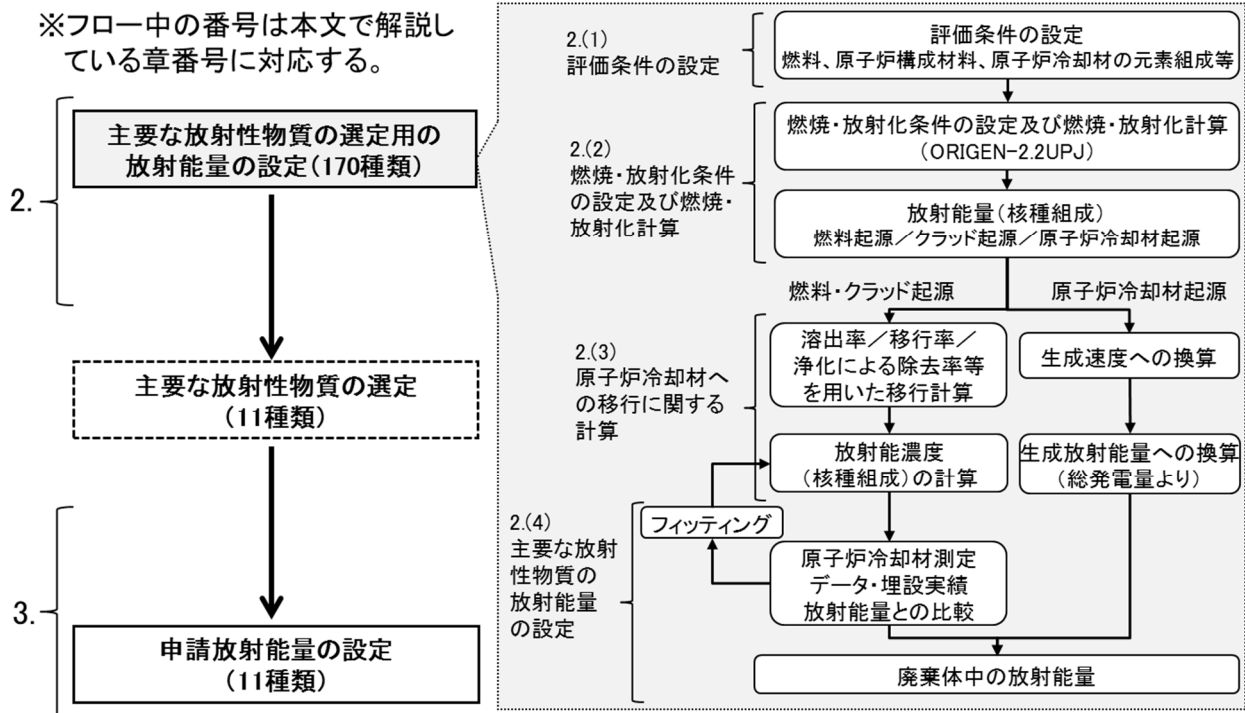 ※フロー中の番号は本文で解説し
ている章番号に対応する。
2.
主要な放射性物質の選定用の
放射能量の設定(170種類)
主要な放射性物質の選定
(11種類)
3.
申請放射能量の設定
(11種類)
2.(1)
評価条件の設定
評価条件の設定
燃料、原子炉構成材料、原子炉冷却材の元素組成等
2.(2)
燃焼・放射化条件
の設定及び燃焼・
放射化計算
燃焼・放射化条件の設定及び燃焼・放射化計算
(ORIGEN-2.2UPJ)
放射能量(核種組成)
燃料起源/クラッド起源/原子炉冷却材起源
燃料・クラッド起源
原子炉冷却材起源
2.(3)
原子炉冷却材へ
の移行に関する
計算
溶出率/移行率/
浄化による除去率等
を用いた移行計算
生成速度への換算
放射能濃度
(核種組成)の計算
生成放射能量への換算
(総発電量より)
2.(4)
主要な放射
性物質の
放射能量
の設定
フィッティング
原子炉冷却材測定
データ・埋設実績
放射能量との比較
廃棄体中の放射能量